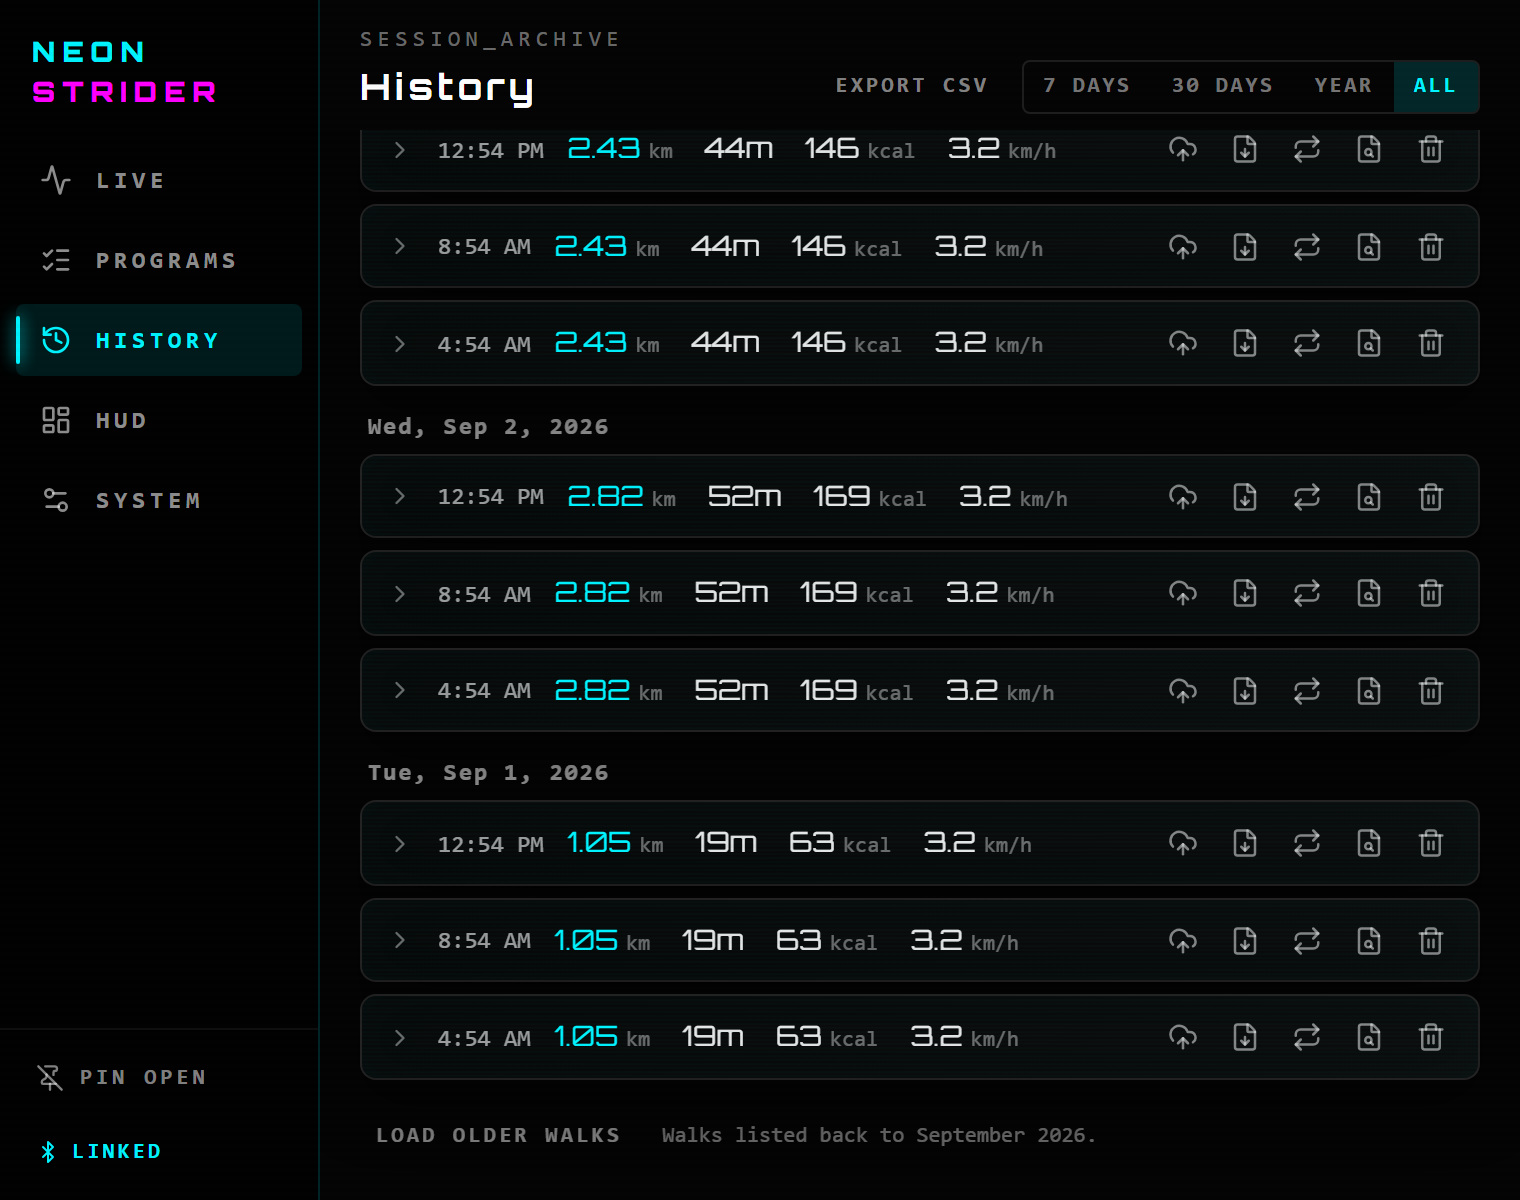 NEON
STRIDER
LIVE
PROGRAMS
HISTORY
HUD
SYSTEM
PIN OPEN
LINKED
SESSION_ARCHIVE
History
EXPORT CSV 7 DAYS 30 DAYS YEAR ALL
12:54 PM 2.43 km 44m 146 kcal 3.2 km/h
8:54 AM 2.43 km 44m 146 kcal 3.2 km/h
4:54 AM 2.43 km 44m 146 kcal 3.2 km/h
Wed, Sep 2, 2026
12:54 PM 2.82 km 52m 169 kcal 3.2 km/h
8:54 AM 2.82 km 52m 169 kcal 3.2 km/h
4:54 AM 2.82 km 52m 169 kcal 3.2 km/h
Tue, Sep 1, 2026
12:54 PM 1.05 km 19m 63 kcal 3.2 km/h
8:54 AM 1.05 km 19m 63 kcal 3.2 km/h
4:54 AM 1.05 km 19m 63 kcal 3.2 km/h
LOAD OLDER WALKS Walks listed back to September 2026.